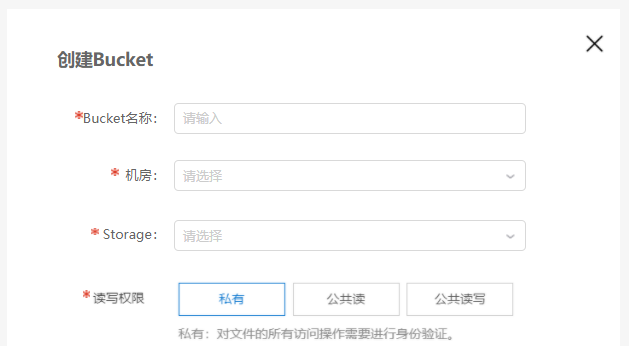 创建Bucket
*Bucket名称： 请输入
* 机房： 请选择
* Storage： 请选择
* 读写权限 私有 公共读 公共读写
私有：对文件的所有访问操作需要进行身份验证。